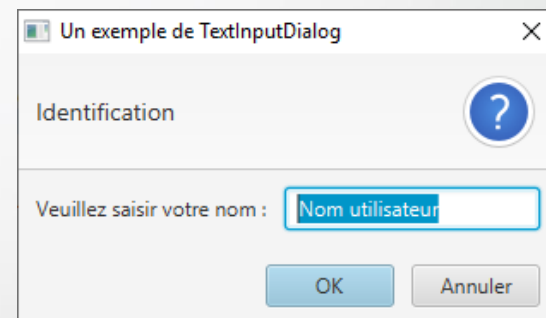 Un exemple de TextInputDialog
Identification
?
Veuillez saisir votre nom : Nom utilisateur
OK Annuler